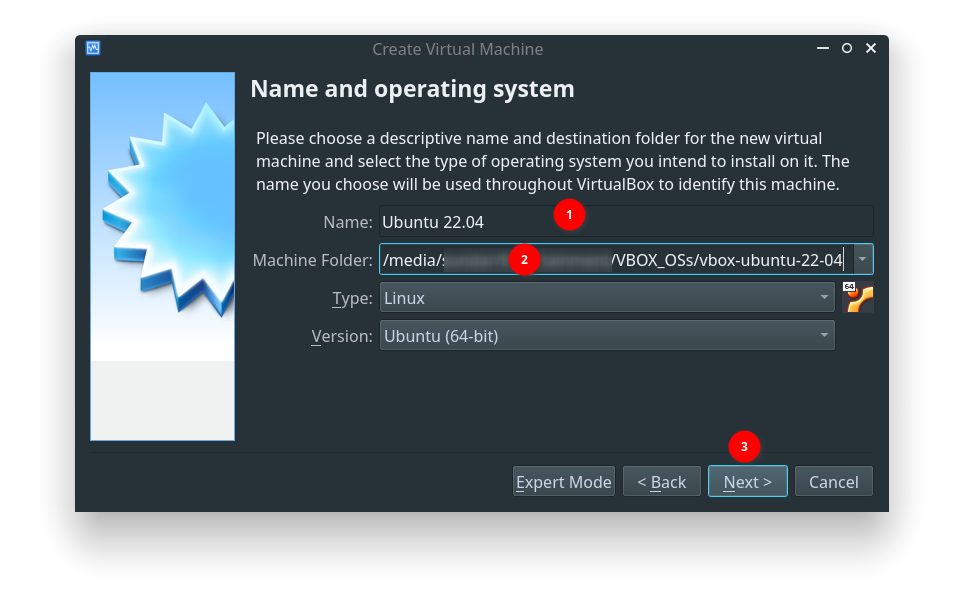 Create Virtual Machine
Name and operating system
Please choose a descriptive name and destination folder for the new virtual
machine and select the type of operating system you intend to install on it. The
name you choose will be used throughout VirtualBox to identify this machine.
1
Name: Ubuntu 22.04
Machine Folder: /media/ 2 /VBOX_OSs/vbox-ubuntu-22-04
Type: Linux 64
Version: Ubuntu (64-bit)
3
Expert Mode < Back Next > Cancel